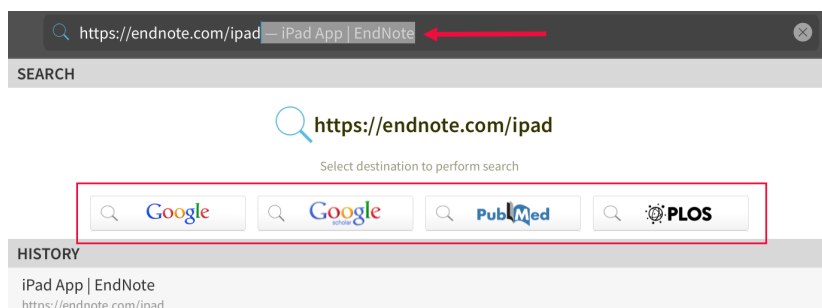 https://endnote.com/ipad — iPad App | EndNote
SEARCH
https://endnote.com/ipad
Select destination to perform search
Google Google scholar PubMed PLOS
HISTORY
iPad App | EndNote
https://endnote.com/ipad